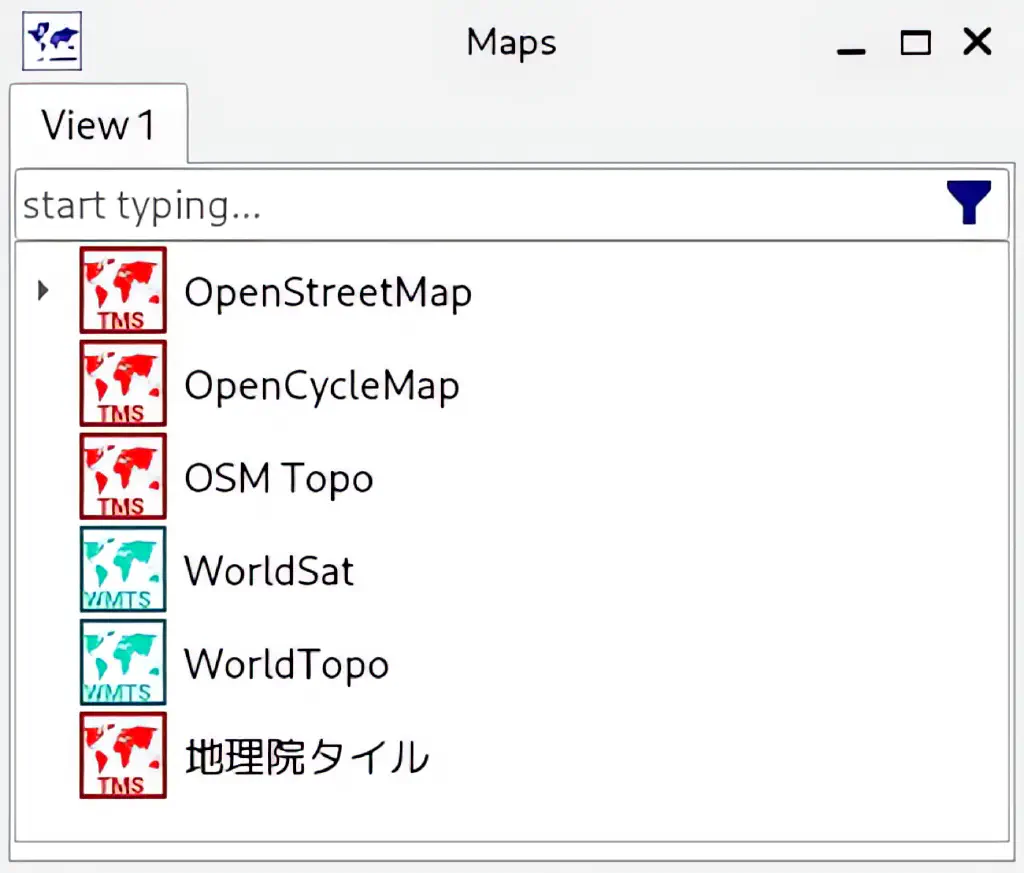 Maps
View 1
start typing...
TMS OpenStreetMap
TMS OpenCycleMap
TMS OSM Topo
WMTS WorldSat
WMTS WorldTopo
TMS 地理院タイル